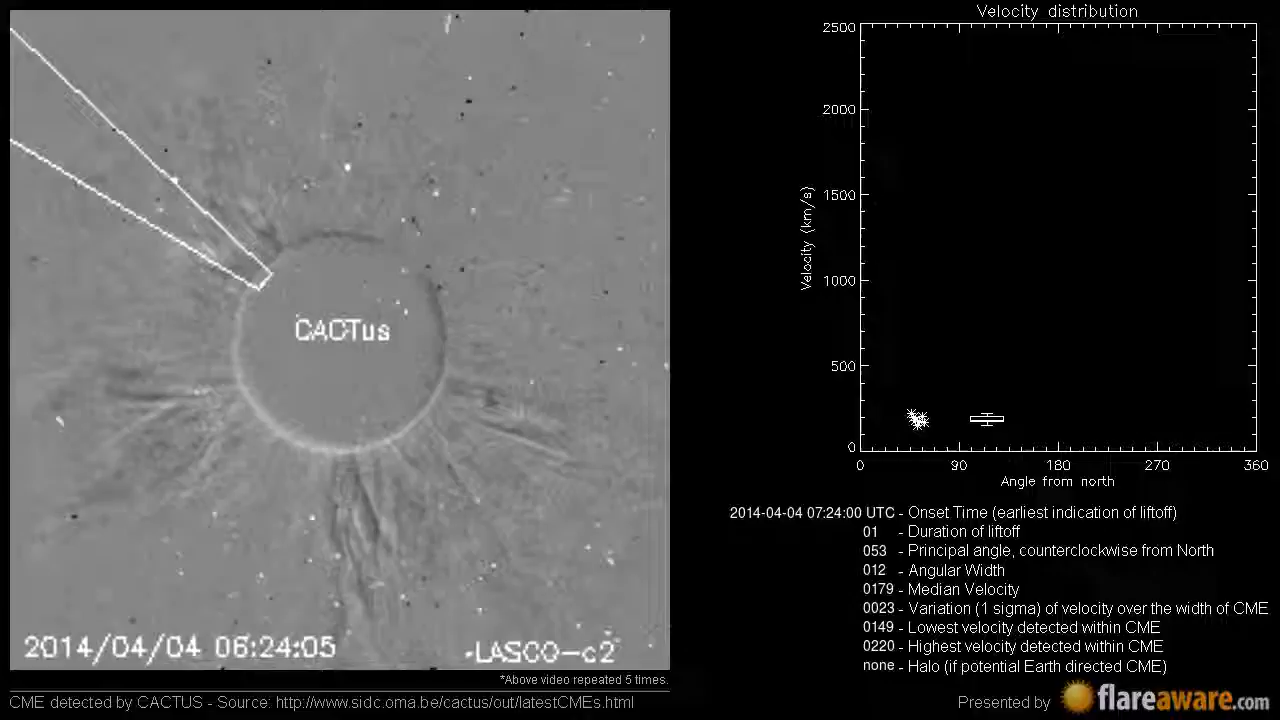 CACTus
2014/04/04 06:24:05
LASCO-c2
*Above video repeated 5 times.
CME detected by CACTUS - Source: http://www.sidc.oma.be/cactus/out/latestCMEs.html
Velocity distribution
Velocity (km/s)
2500
2000
1500
1000
500
0
0 90 180 270 360
Angle from north
2014-04-04 07:24:00 UTC - Onset Time (earliest indication of liftoff)
01 - Duration of liftoff
053 - Principal angle, counterclockwise from North
012 - Angular Width
0179 - Median Velocity
0023 - Variation (1 sigma) of velocity over the width of CME
0149 - Lowest velocity detected within CME
0220 - Highest velocity detected within CME
none - Halo (if potential Earth directed CME)
Presented by flareaware.com